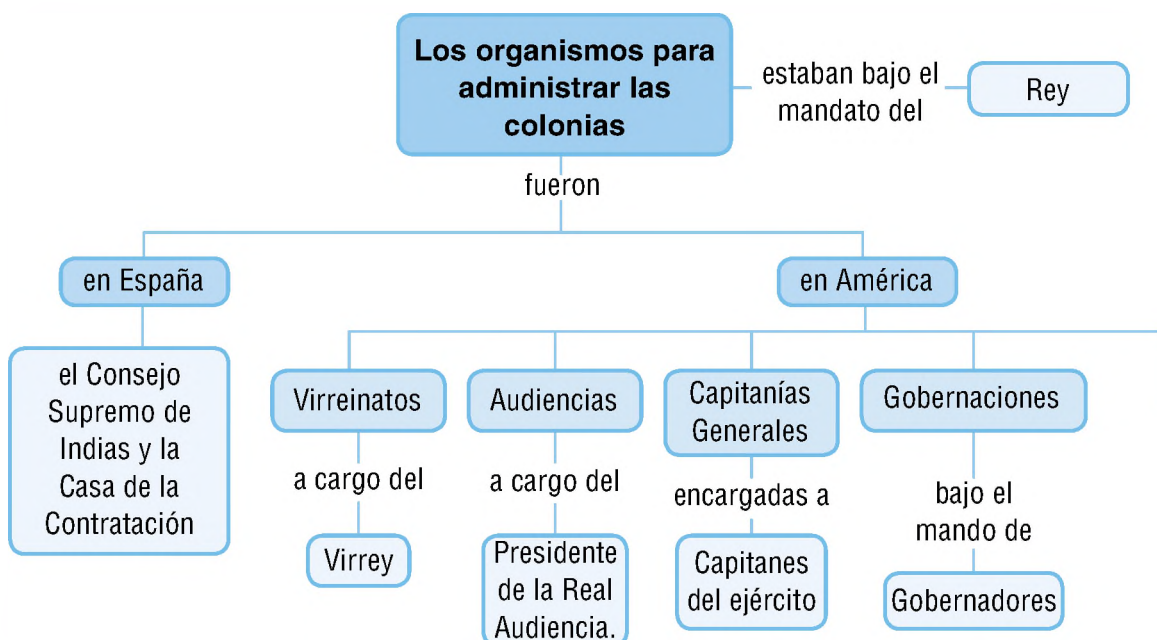 Los organismos para
administrar las
colonias
estaban bajo el
mandato del
Rey
fueron
en España
en América
el Consejo
Supremo de
Indias y la
Casa de la
Contratación
Virreinatos
a cargo del
Virrey
Audiencias
a cargo del
Presidente
de la Real
Audiencia.
Capitanías
Generales
encargadas a
Capitanes
del ejército
Gobernaciones
bajo el
mando de
Gobernadores